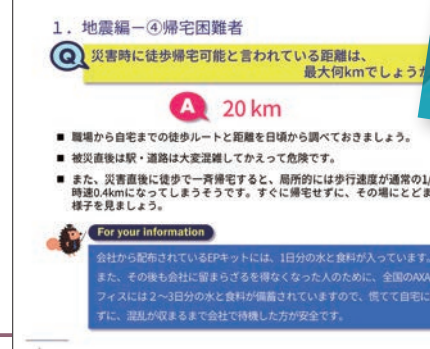 1. 地震編－④帰宅困難者
Q 災害時に徒歩帰宅可能と言われている距離は、
最大何kmでしょうか
A 20 km
■ 職場から自宅までの徒歩ルートと距離を日頃から調べておきましょう。
■ 被災直後は駅・道路は大変混雑してかえって危険です。
■ また、災害直後に徒歩で一斉帰宅すると、局所的には歩行速度が通常の1/
時速0.4kmになってしまうそうです。すぐに帰宅せずに、その場にとどま
様子を見ましょう。
For your information
会社から配布されているEPキットには、1日分の水と食料が入っています。
また、その後も会社に留まらざるを得なくなった人のために、全国のAXA
フィスには2～3日分の水と食料が備蓄されていますので、慌てて自宅に
ずに、混乱が収まるまで会社で待機した方が安全です。